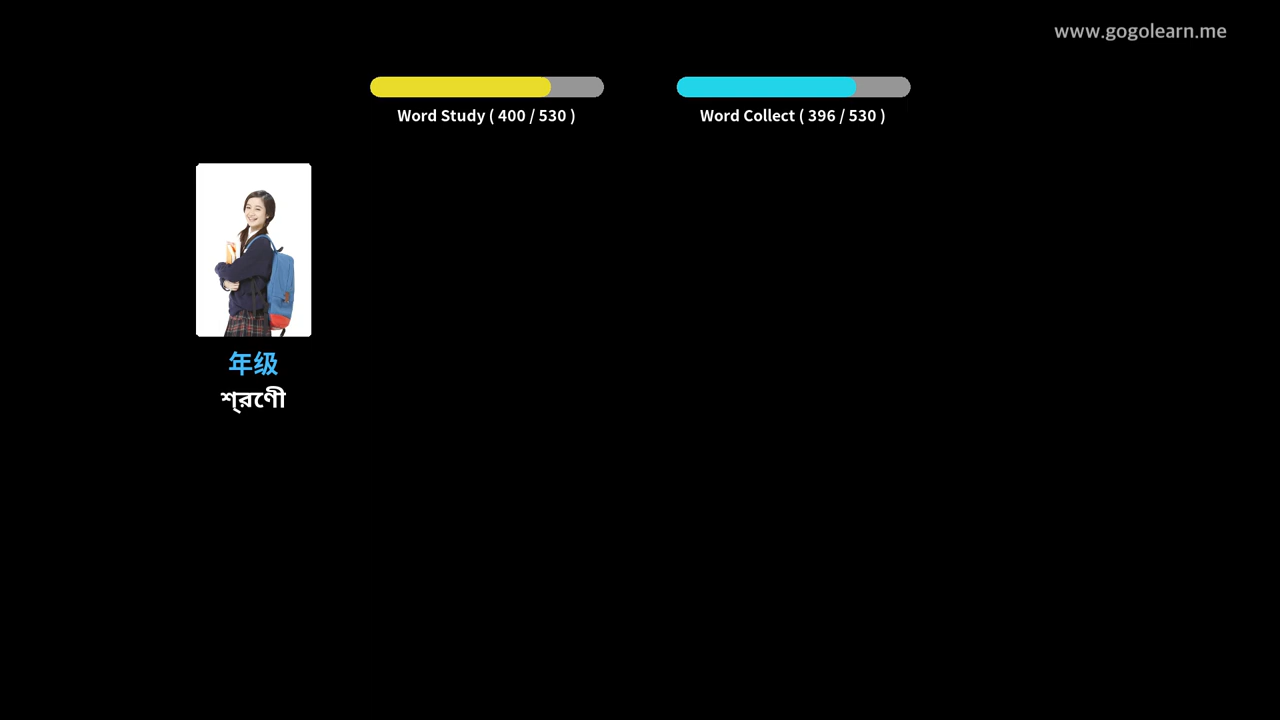 www.gogolearn.me
Word Study ( 400 / 530 )
Word Collect ( 396 / 530 )
年级
শ্রেণী